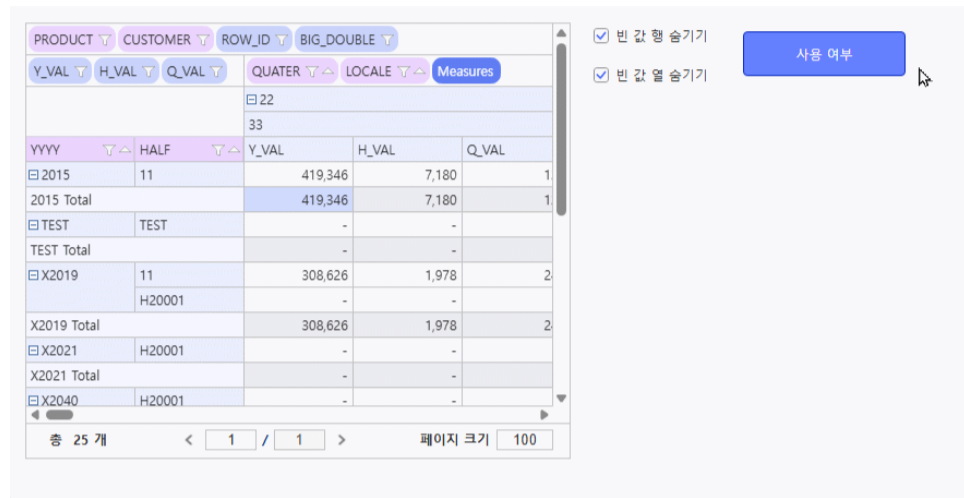 PRODUCT CUSTOMER ROW_ID BIG_DOUBLE
Y_VAL H_VAL Q_VAL QUATER LOCALE Measures
22
33
YYYY HALF Y_VAL H_VAL Q_VAL
2015 11 419,346 7,180 1
2015 Total 419,346 7,180 1
TEST TEST - -
TEST Total - -
X2019 11 308,626 1,978 2
H20001 - -
X2019 Total 308,626 1,978 2
X2021 H20001 - -
X2021 Total - -
X2040 H20001 - -
총 25 개 < 1 / 1 > 페이지 크기 100
빈 값 행 숨기기
빈 값 열 숨기기
사용 여부